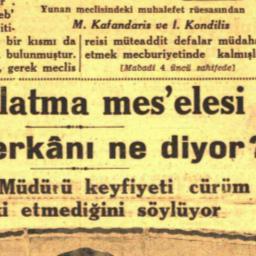 Yunan meclisindeki muhalefet rüesasından
M. Kafandaris ve İ. Kondilis
bir kısmı da
reisi müteaddit defalar müdaha
bulunmuştur.
etmek mecburiyetinde kalmışl
, gerek meclis
[Mabadi 4 üncü sahifede]
latma mes'elesi
erkânı ne diyor?
Müdürü keyfiyeti cürüm
ki etmediğini söylüyor